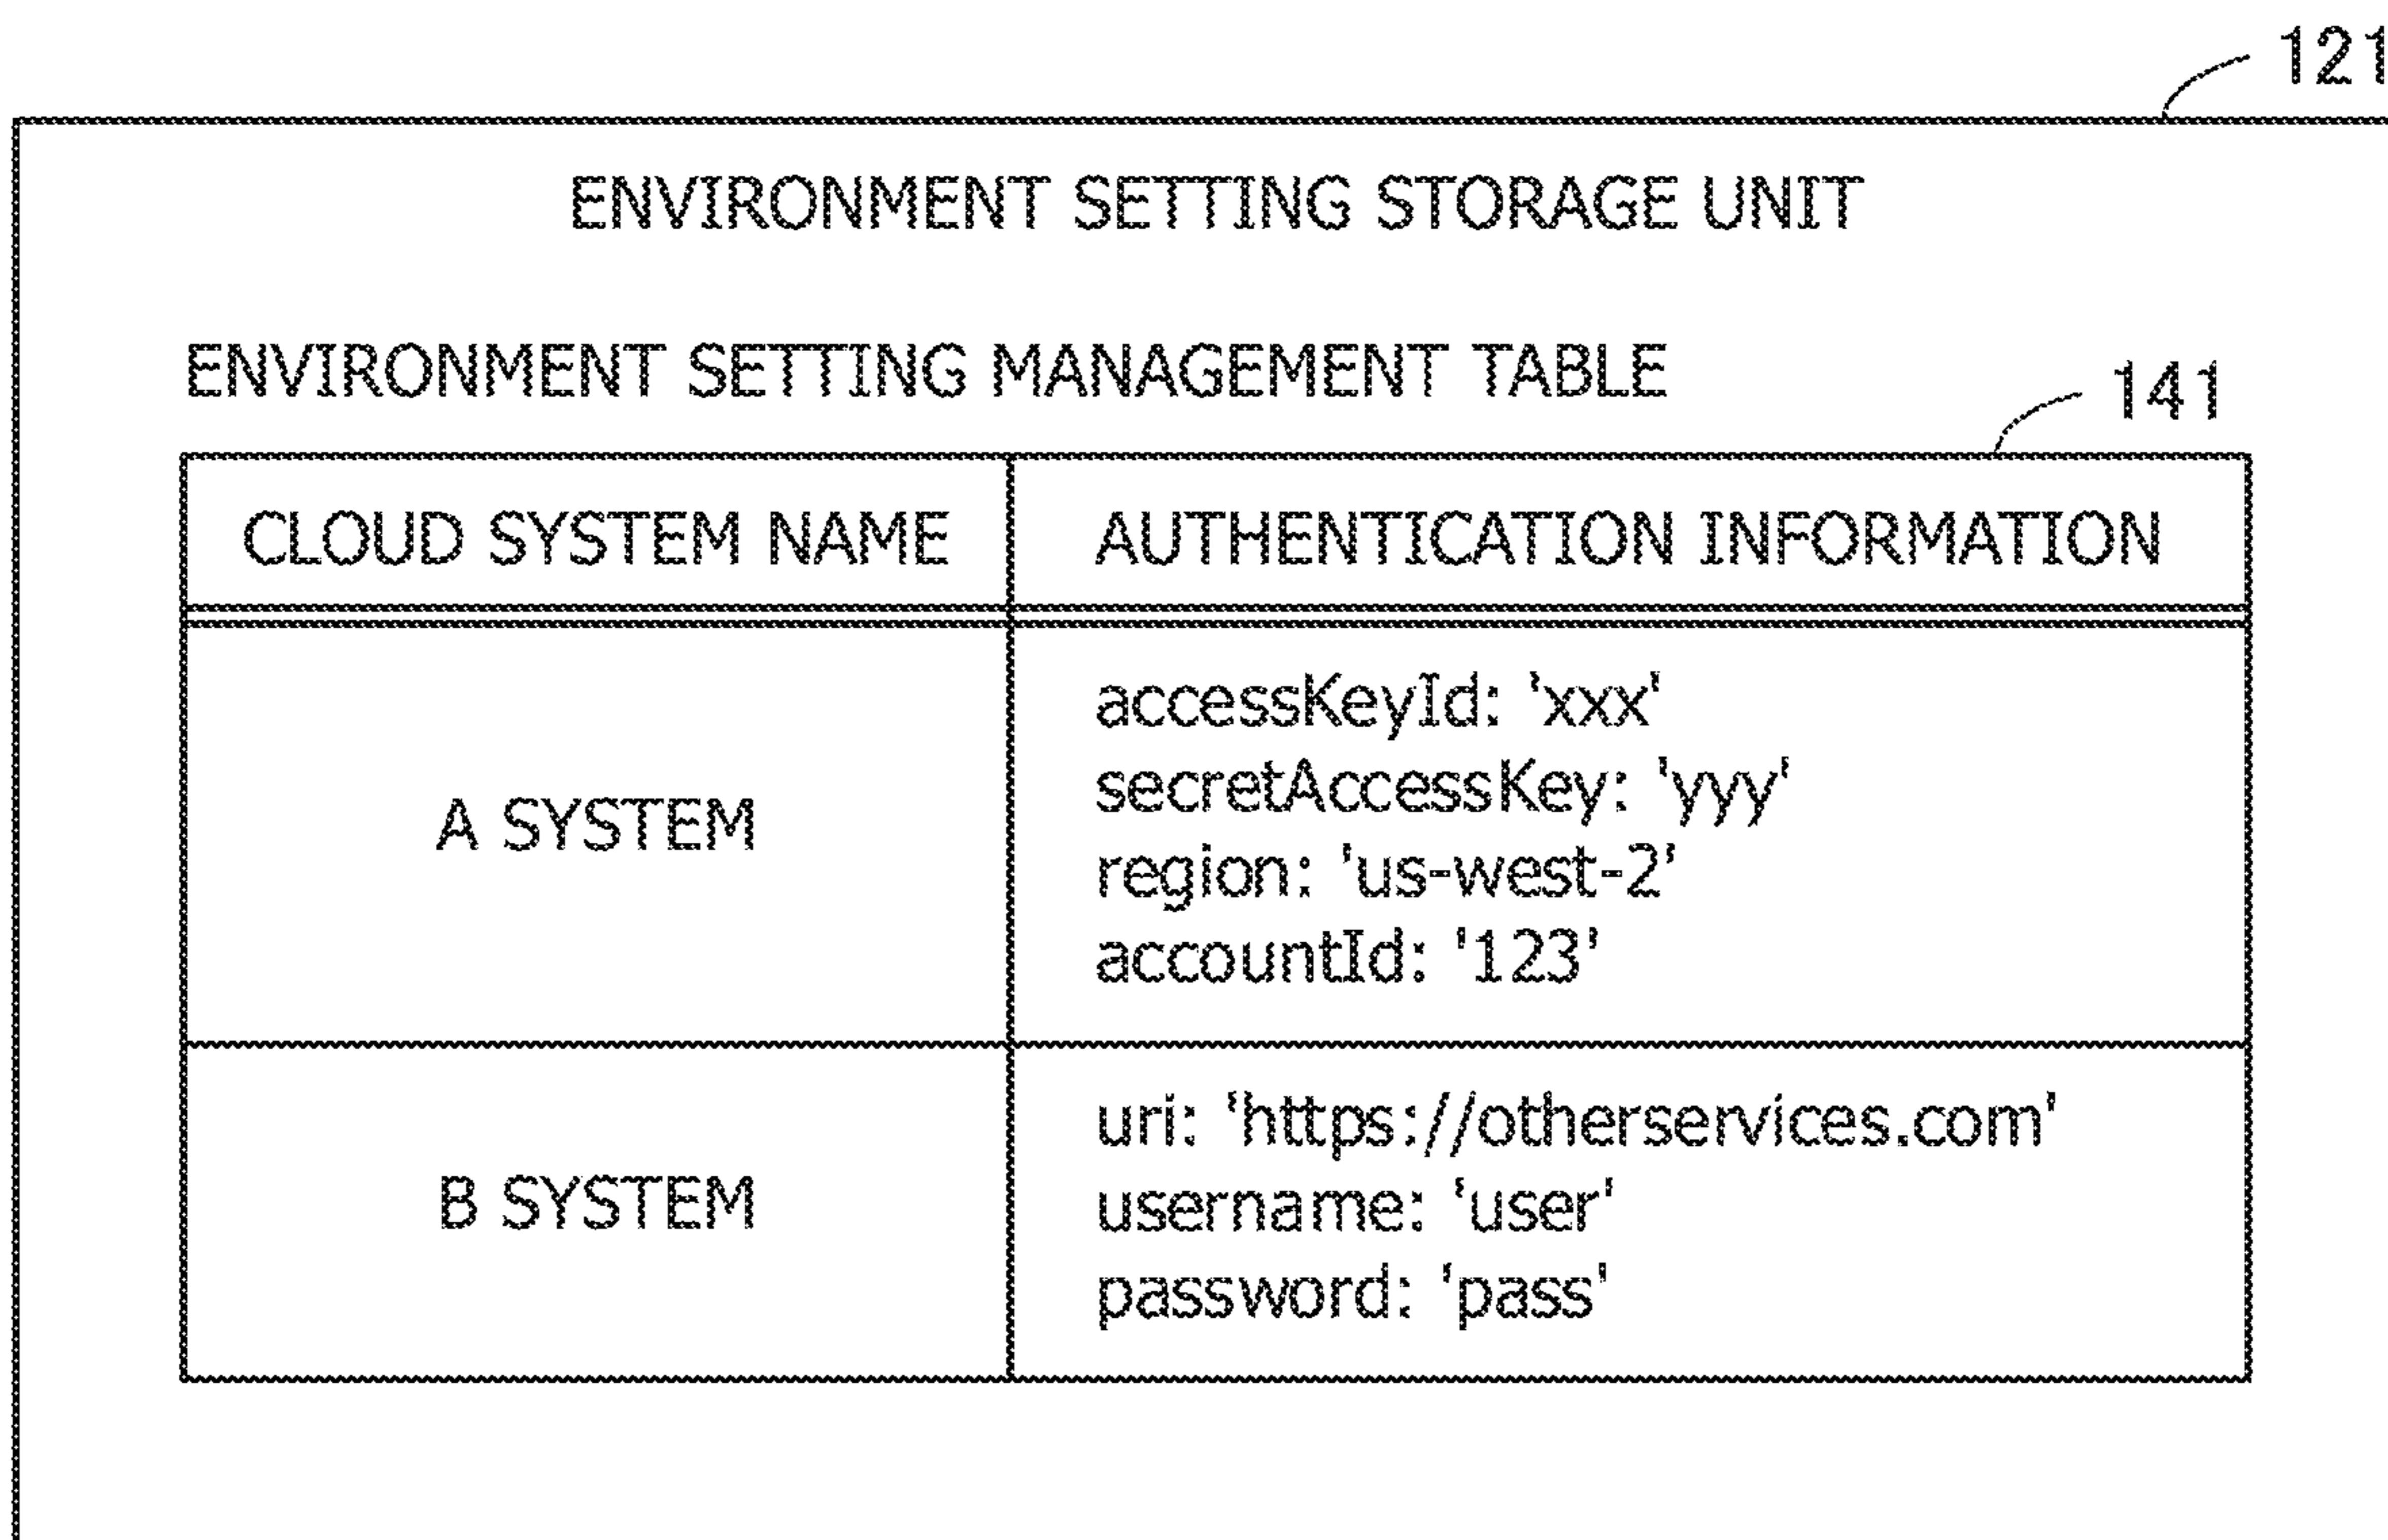 121
ENVIRONMENT SETTING STORAGE UNIT
ENVIRONMENT SETTING MANAGEMENT TABLE
141
CLOUD SYSTEM NAME
AUTHENTICATION INFORMATION
A SYSTEM
accessKeyId: 'xxx'
secretAccessKey: 'yyy'
region: 'us-west-2'
accountId: '123'
B SYSTEM
uri: 'https://otherservices.com'
username: 'user'
password: 'pass'